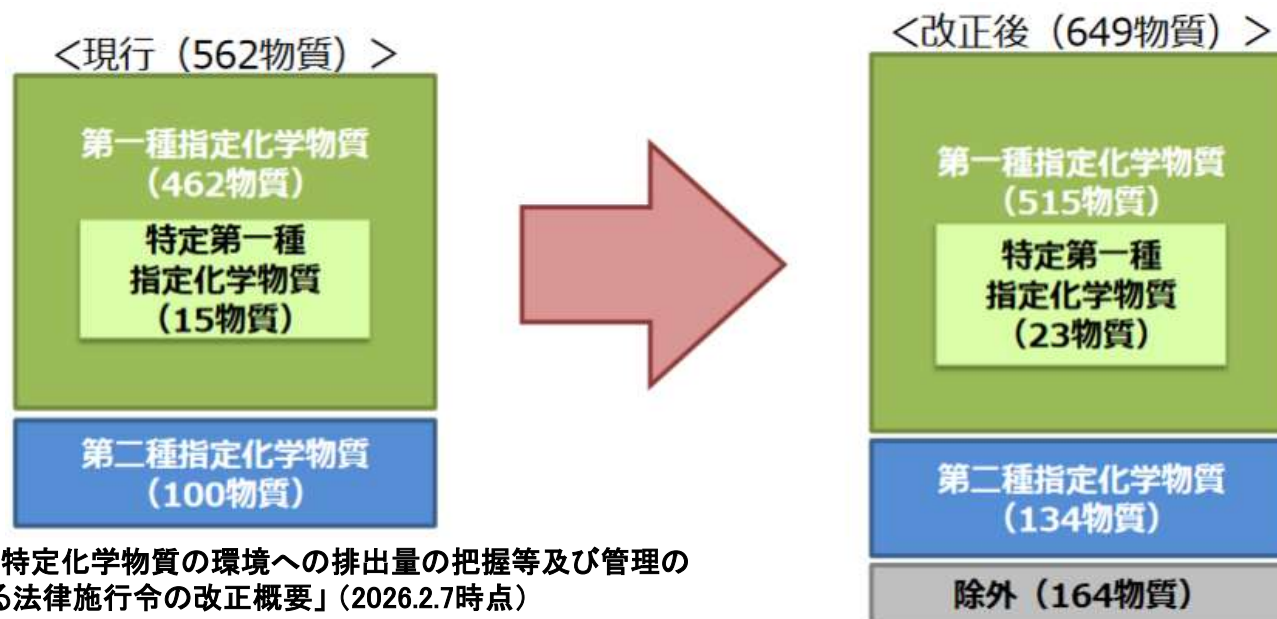 <現行（562物質）>
第一種指定化学物質
（462物質）
特定第一種
指定化学物質
（15物質）
第二種指定化学物質
（100物質）
<改正後（649物質）>
第一種指定化学物質
（515物質）
特定第一種
指定化学物質
（23物質）
第二種指定化学物質
（134物質）
除外（164物質）
特定化学物質の環境への排出量の把握等及び管理の
る法律施行令の改正概要」（2026.2.7時点）